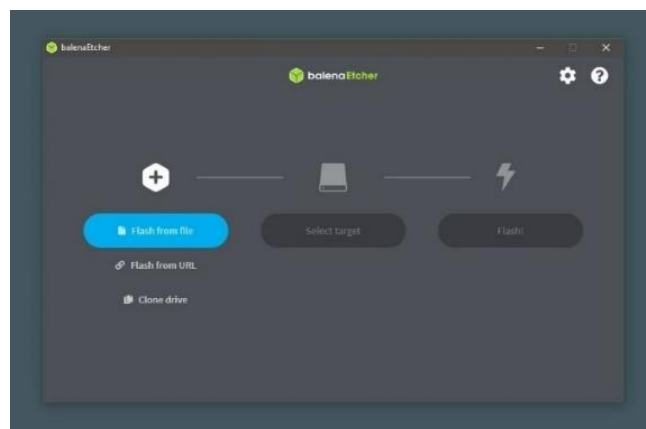 balenaEtcher
balenaEtcher
Flash from file
Select target
Flash!
Flash from URL
Clone drive